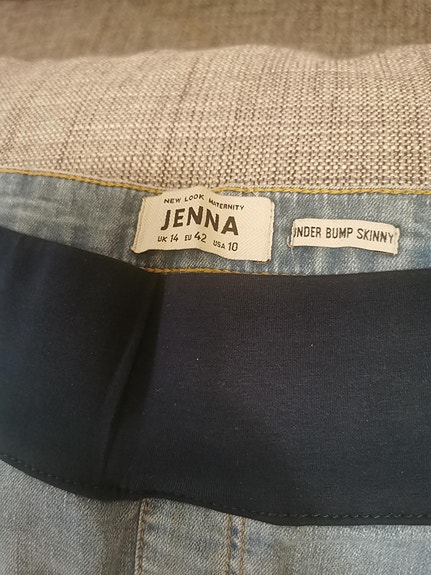 NEW LOOK MATERNITY
JENNA
UK 14 EU 42 USA 10
UNDER BUMP SKINNY